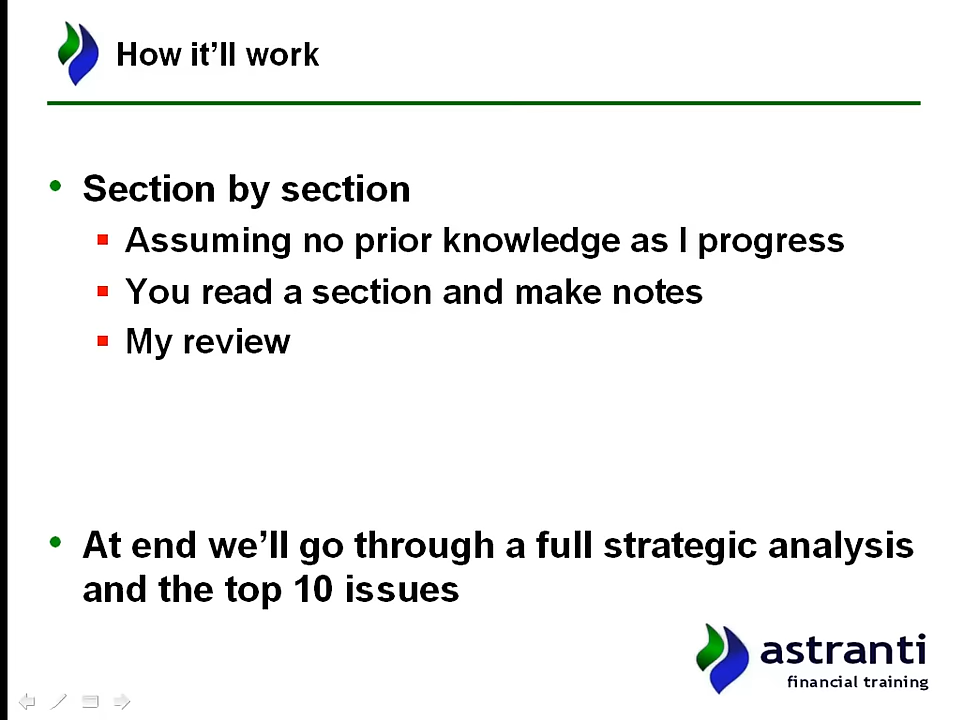 How it’ll work
Section by section
Assuming no prior knowledge as I progress
You read a section and make notes
My review
At end we’ll go through a full strategic analysis
and the top 10 issues
astranti
financial training